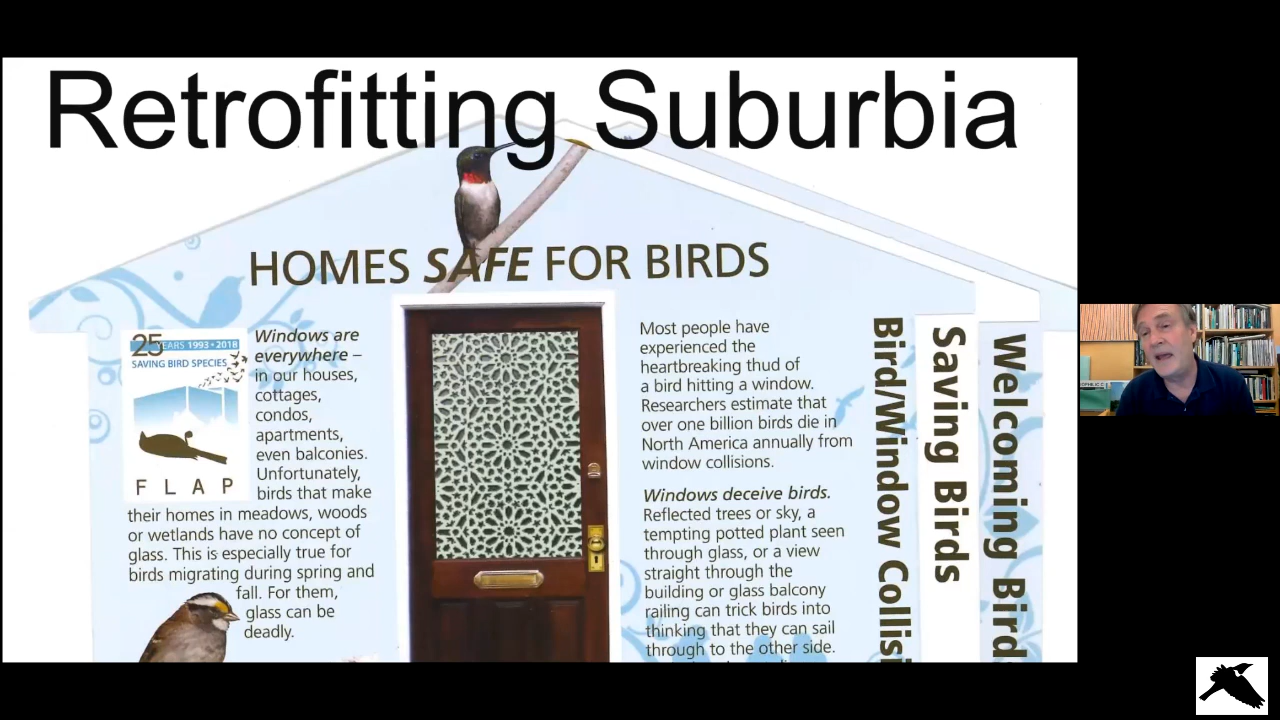 Retrofitting Suburbia
HOMES SAFE FOR BIRDS
25 YEARS 1993 • 2018
SAVING BIRD SPECIES
F L A P
Windows are
everywhere –
in our houses,
cottages,
condos,
apartments,
even balconies.
Unfortunately,
birds that make
their homes in meadows, woods
or wetlands have no concept of
glass. This is especially true for
birds migrating during spring and
fall. For them,
glass can be
deadly.
Most people have
experienced the
heartbreaking thud of
a bird hitting a window.
Researchers estimate that
over one billion birds die in
North America annually from
window collisions.
Windows deceive birds.
Reflected trees or sky, a
tempting potted plant seen
through glass, or a view
straight through the
building or glass balcony
railing can trick birds into
thinking that they can sail
through to the other side.
Bird/Window Collisi
Saving Birds
Welcoming Bird